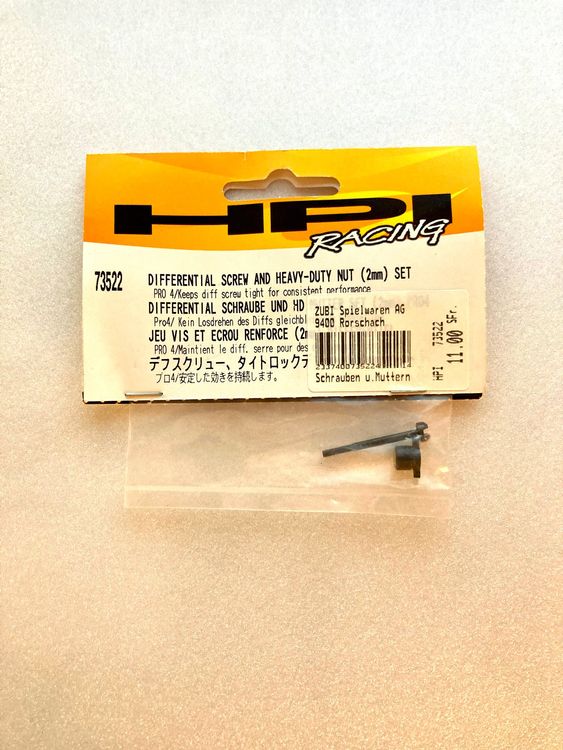 HPI
RACING
73522
DIFFERENTIAL SCREW AND HEAVY-DUTY NUT (2mm) SET
PRO 4/Keeps diff screw tight for consistent performance
DIFFERENTIAL SCHRAUBE UND HD
Pro4/ Kein Losdrehen des Diffs
JEU VIS ET ECROU RENFORCE
PRO 4/Maintient le diff. serre pour
デフスクリュー、タイトロック
プロ4/安定した効きを持続します。
ZUBI Spielwaren AG
9400 Rorschach
Schrauben u.Muttern
HPI 73522
11.00 SFr.